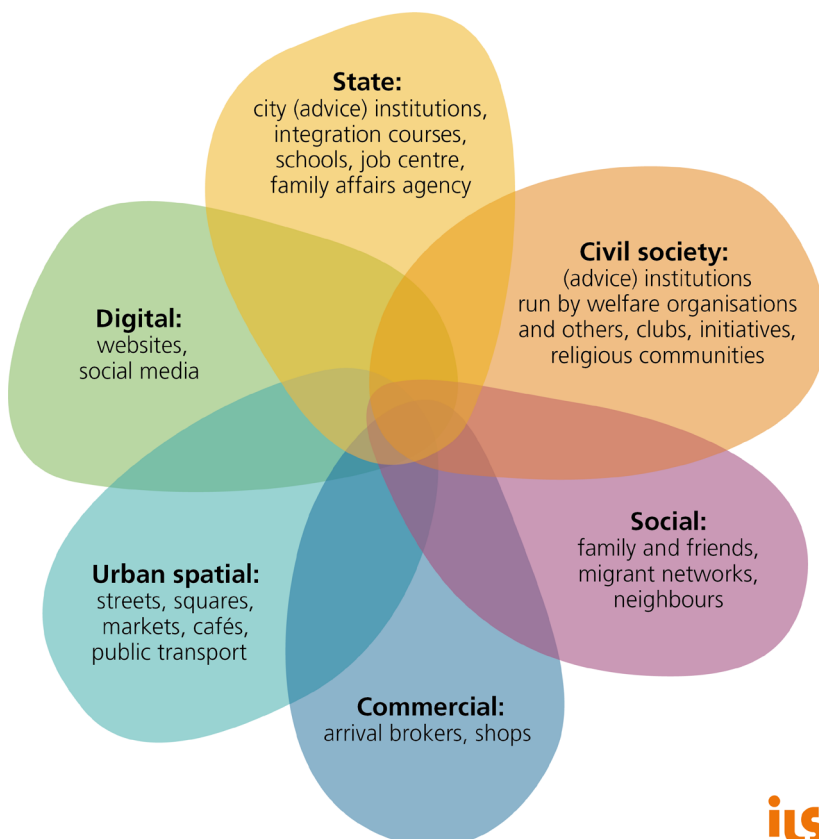 State:
city (advice) institutions,
integration courses,
schools, job centre,
family affairs agency
Civil society:
(advice) institutions
run by welfare organisations
and others, clubs, initiatives,
religious communities
Digital:
websites,
social media
Social:
family and friends,
migrant networks,
neighbours
Urban spatial:
streets, squares,
markets, cafés,
public transport
Commercial:
arrival brokers, shops
ils